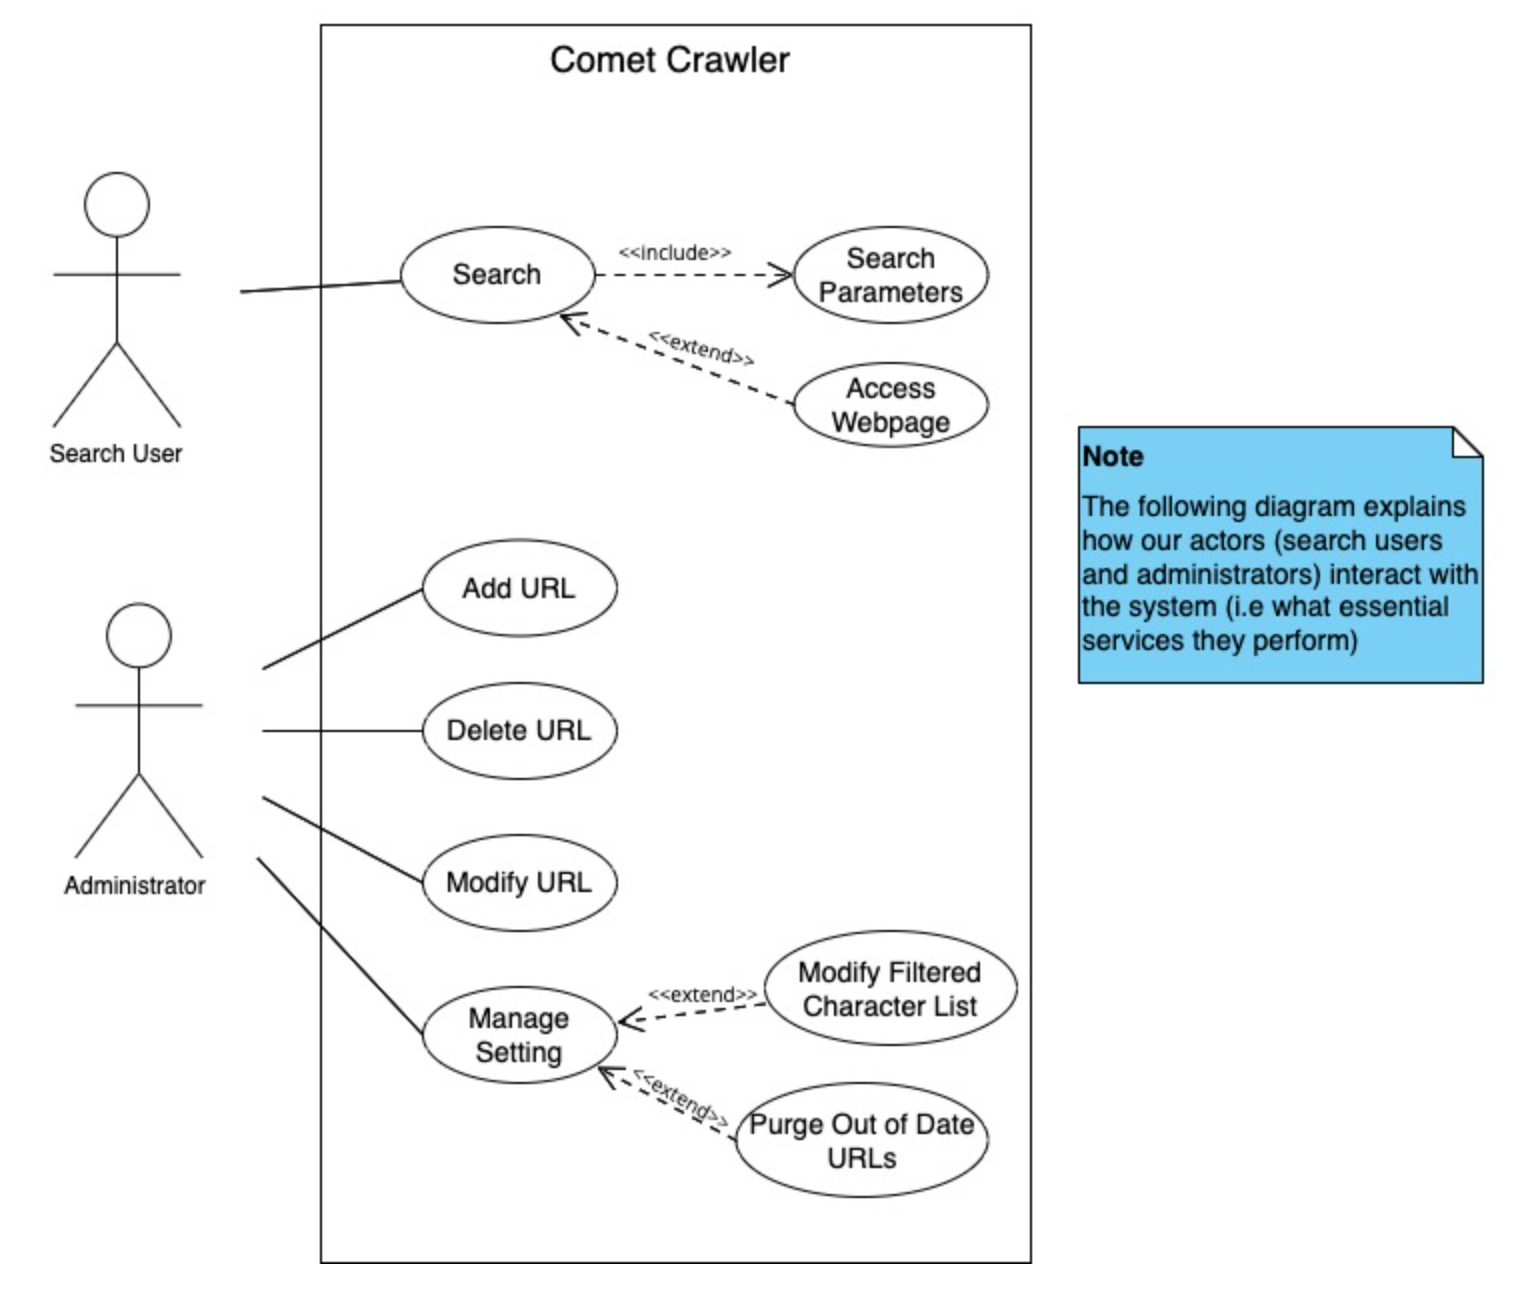 Comet Crawler
Search User
Search
<<include>>
Search
Parameters
<<extend>>
Access
Webpage
Administrator
Add URL
Delete URL
Modify URL
Manage
Setting
<<extend>>
Modify Filtered
Character List
<<extend>>
Purge Out of Date
URLs
Note
The following diagram explains
how our actors (search users
and administrators) interact with
the system (i.e what essential
services they perform)